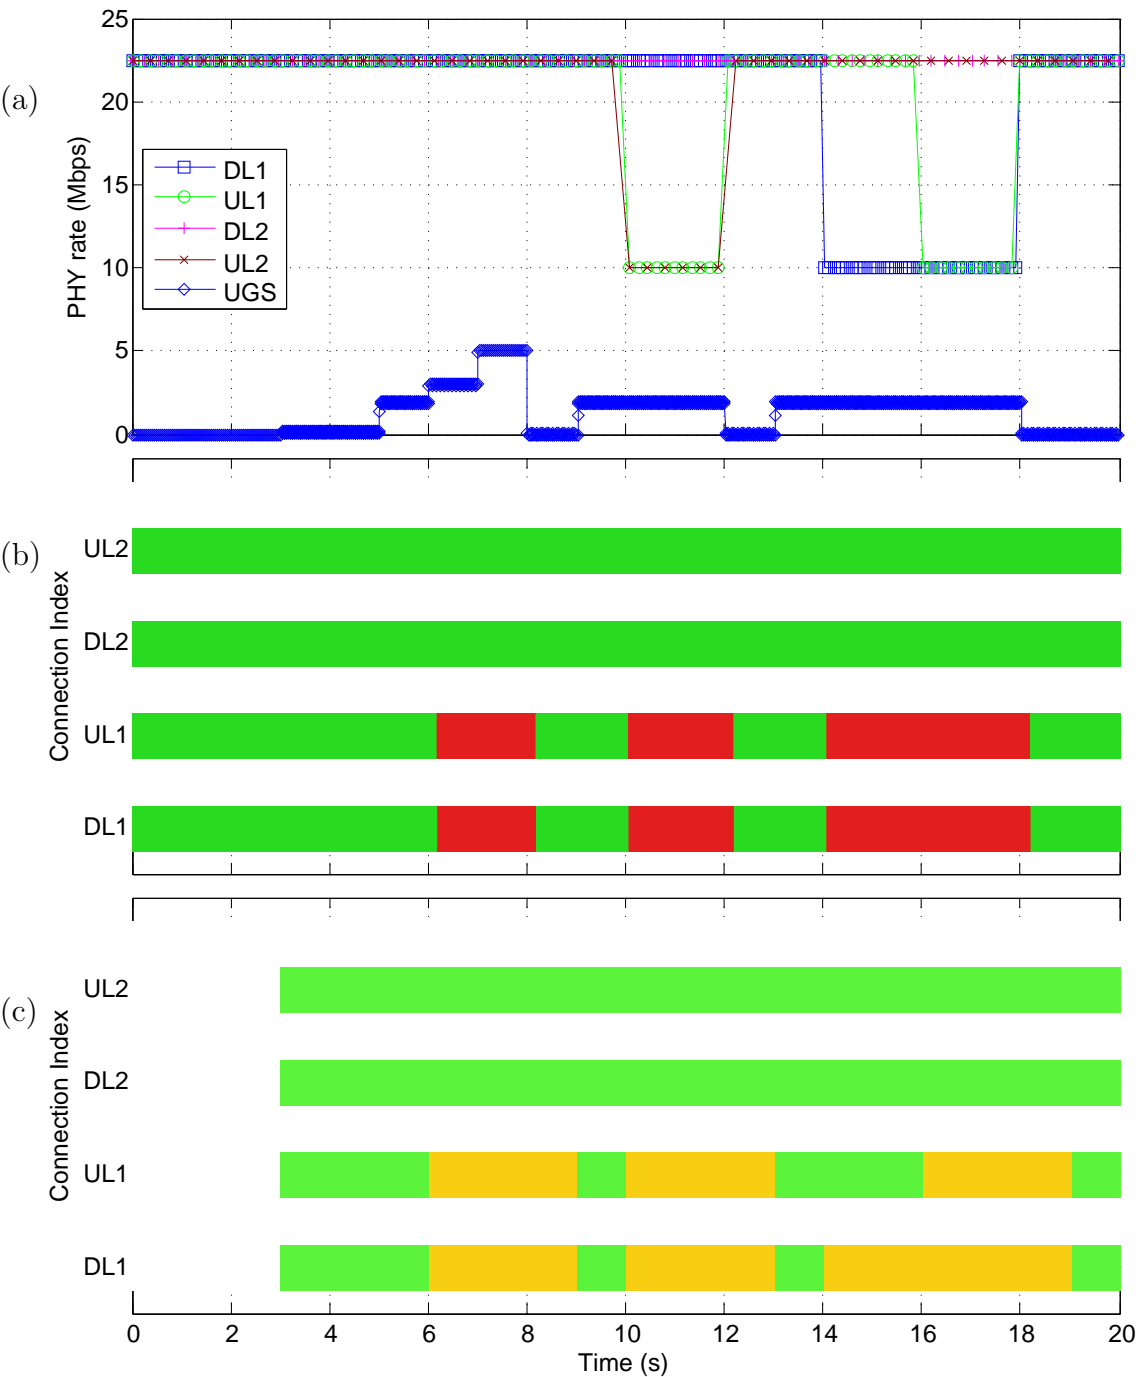 (a)
PHY rate (Mbps)
25
20
15
10
5
0
DL1
UL1
DL2
UL2
UGS
(b)
Connection Index
UL2
DL2
UL1
DL1
(c)
Connection Index
UL2
DL2
UL1
DL1
0 2 4 6 8 10 12 14 16 18 20
Time (s)